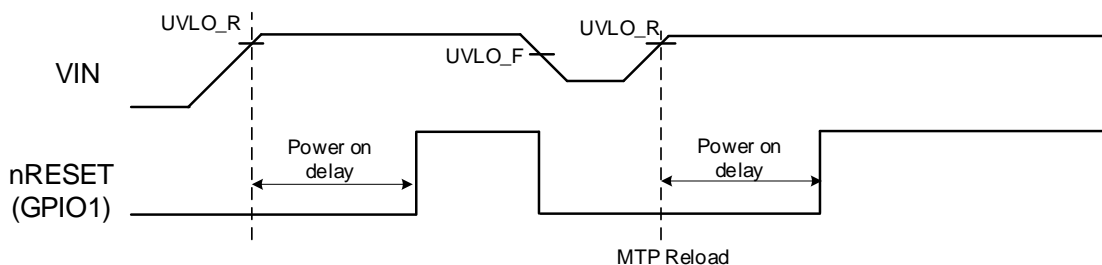 UVLO_R
UVLO_R
UVLO_F
VIN
Power on
delay
Power on
delay
nRESET
(GPIO1)
MTP Reload